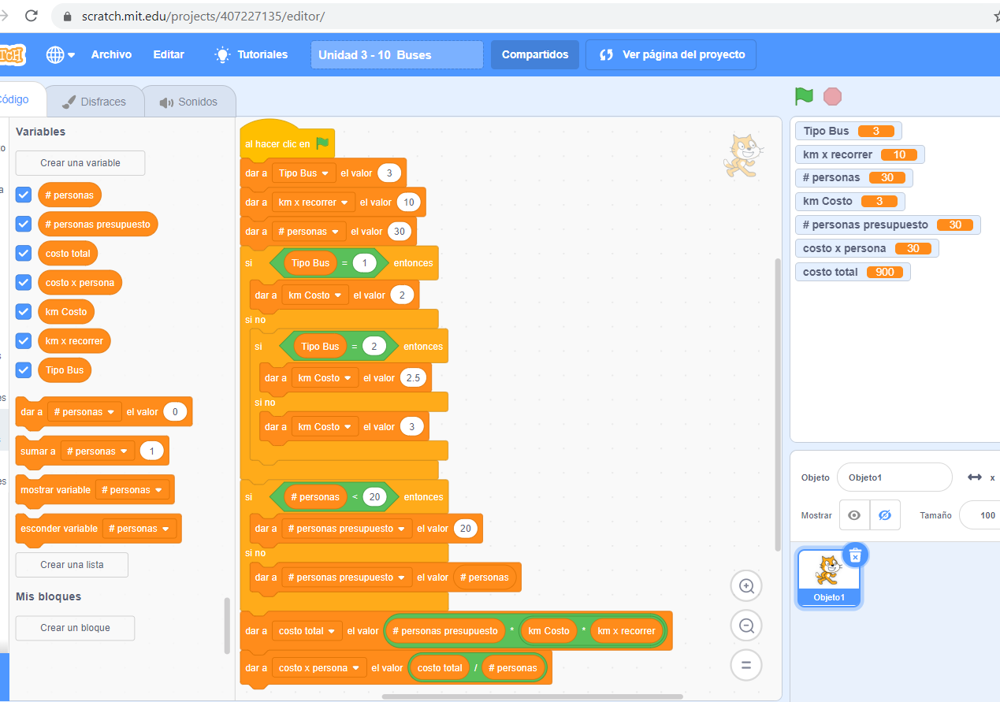 scratch.mit.edu/projects/407227135/editor/
Archivo Editar Tutoriales Unidad 3 - 10 Buses Compartidos Ver página del proyecto
Código Disfraces Sonidos
Variables
Crear una variable
# personas
# personas presupuesto
costo total
costo x persona
km Costo
km x recorrer
Tipo Bus
dar a # personas el valor 0
sumar a # personas 1
mostrar variable # personas
esconder variable # personas
Crear una lista
Mis bloques
Crear un bloque
al hacer clic en
dar a Tipo Bus el valor 3
dar a km x recorrer el valor 10
dar a # personas el valor 30
si Tipo Bus = 1 entonces
dar a km Costo el valor 2
si no
si Tipo Bus = 2 entonces
dar a km Costo el valor 2.5
si no
dar a km Costo el valor 3
si # personas < 20 entonces
dar a # personas presupuesto el valor 20
si no
dar a # personas presupuesto el valor # personas
dar a costo total el valor # personas presupuesto * km Costo * km x recorrer
dar a costo x persona el valor costo total / # personas
Tipo Bus 3
km x recorrer 10
# personas 30
km Costo 3
# personas presupuesto 30
costo x persona 30
costo total 900
Objeto Objeto1 x
Mostrar Tamaño 100
Objeto1